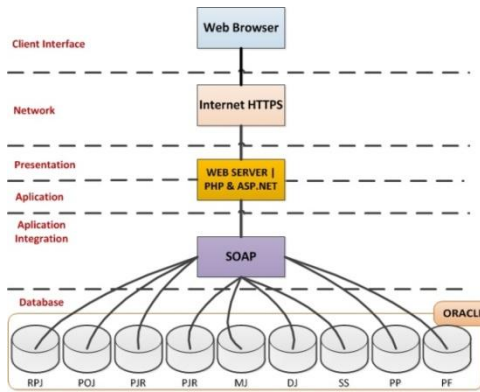 Web Browser
Client Interface
Internet HTTPS
Network
Presentation
WEB SERVER |
PHP & ASP.NET
Aplication
Aplication
Integration
SOAP
Database
ORACLE
RPJ POJ PJR PJR MJ DJ SS PP PF